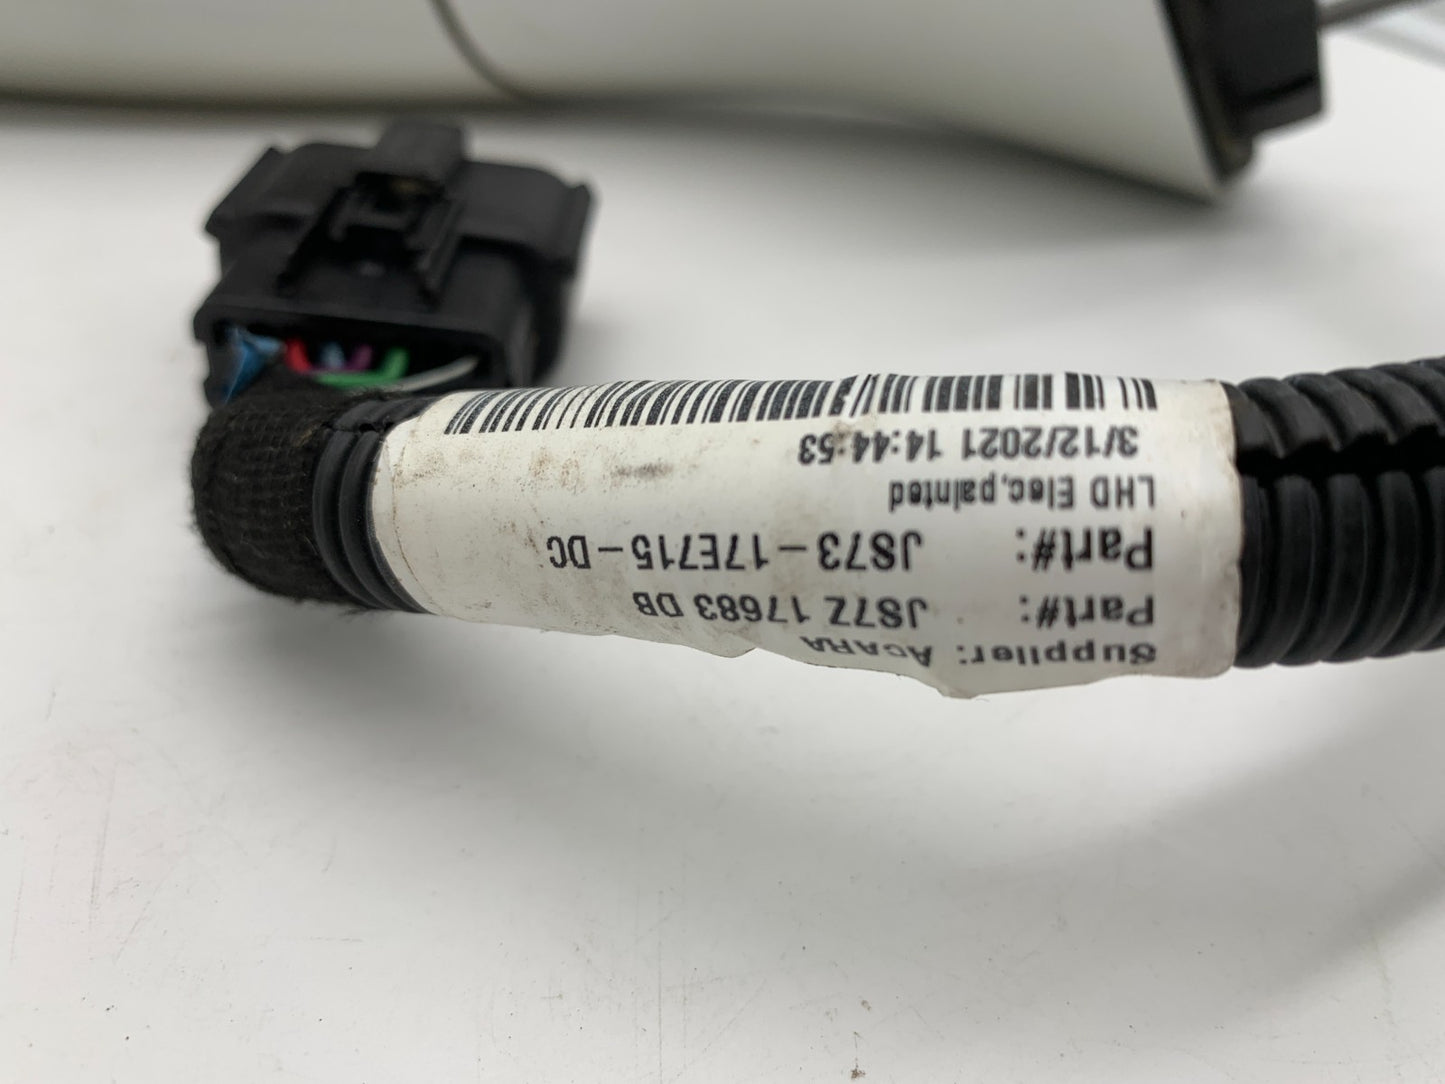 Supplier: AcARA
Part#: JS7Z 17683 DB
Part#: JS73-17E715-DC
LHD Elec,painted
3/12/2021 14:44:53